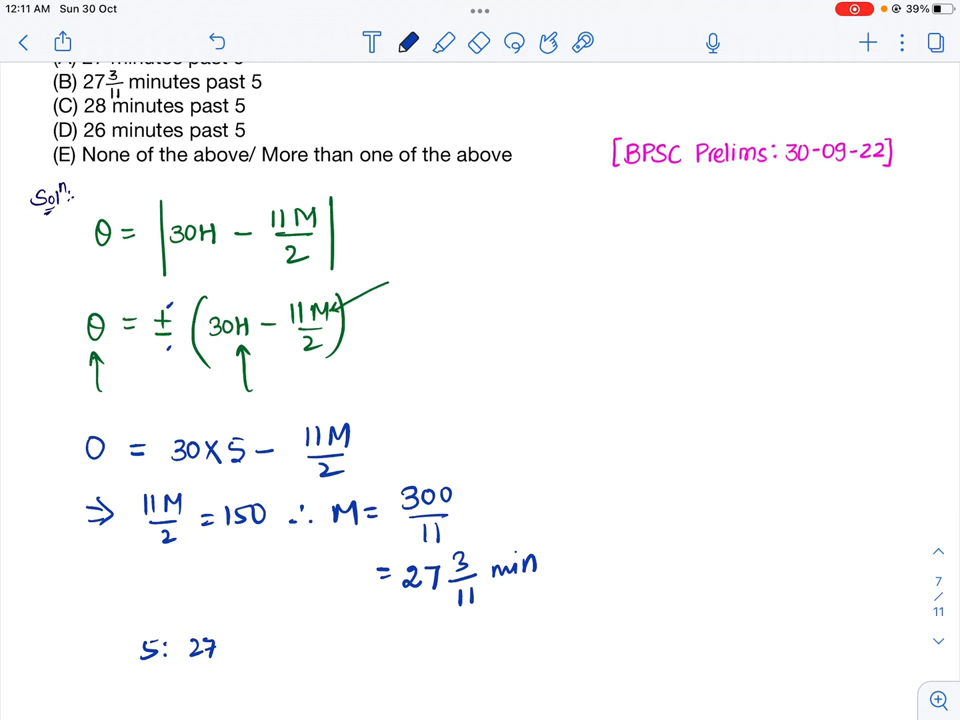 12:11 AM Sun 30 Oct
39%
T
(B) 27 3/11 minutes past 5
(C) 28 minutes past 5
(D) 26 minutes past 5
(E) None of the above/ More than one of the above
[BPSC Prelims: 30-09-22]
Solⁿ:
θ = |30H - 11M/2|
θ = ± (30H - 11M/2)
0 = 30×5 - 11M/2
⇒ 11M/2 = 150 ∴ M = 300/11
= 27 3/11 min
5: 27
7
/
11